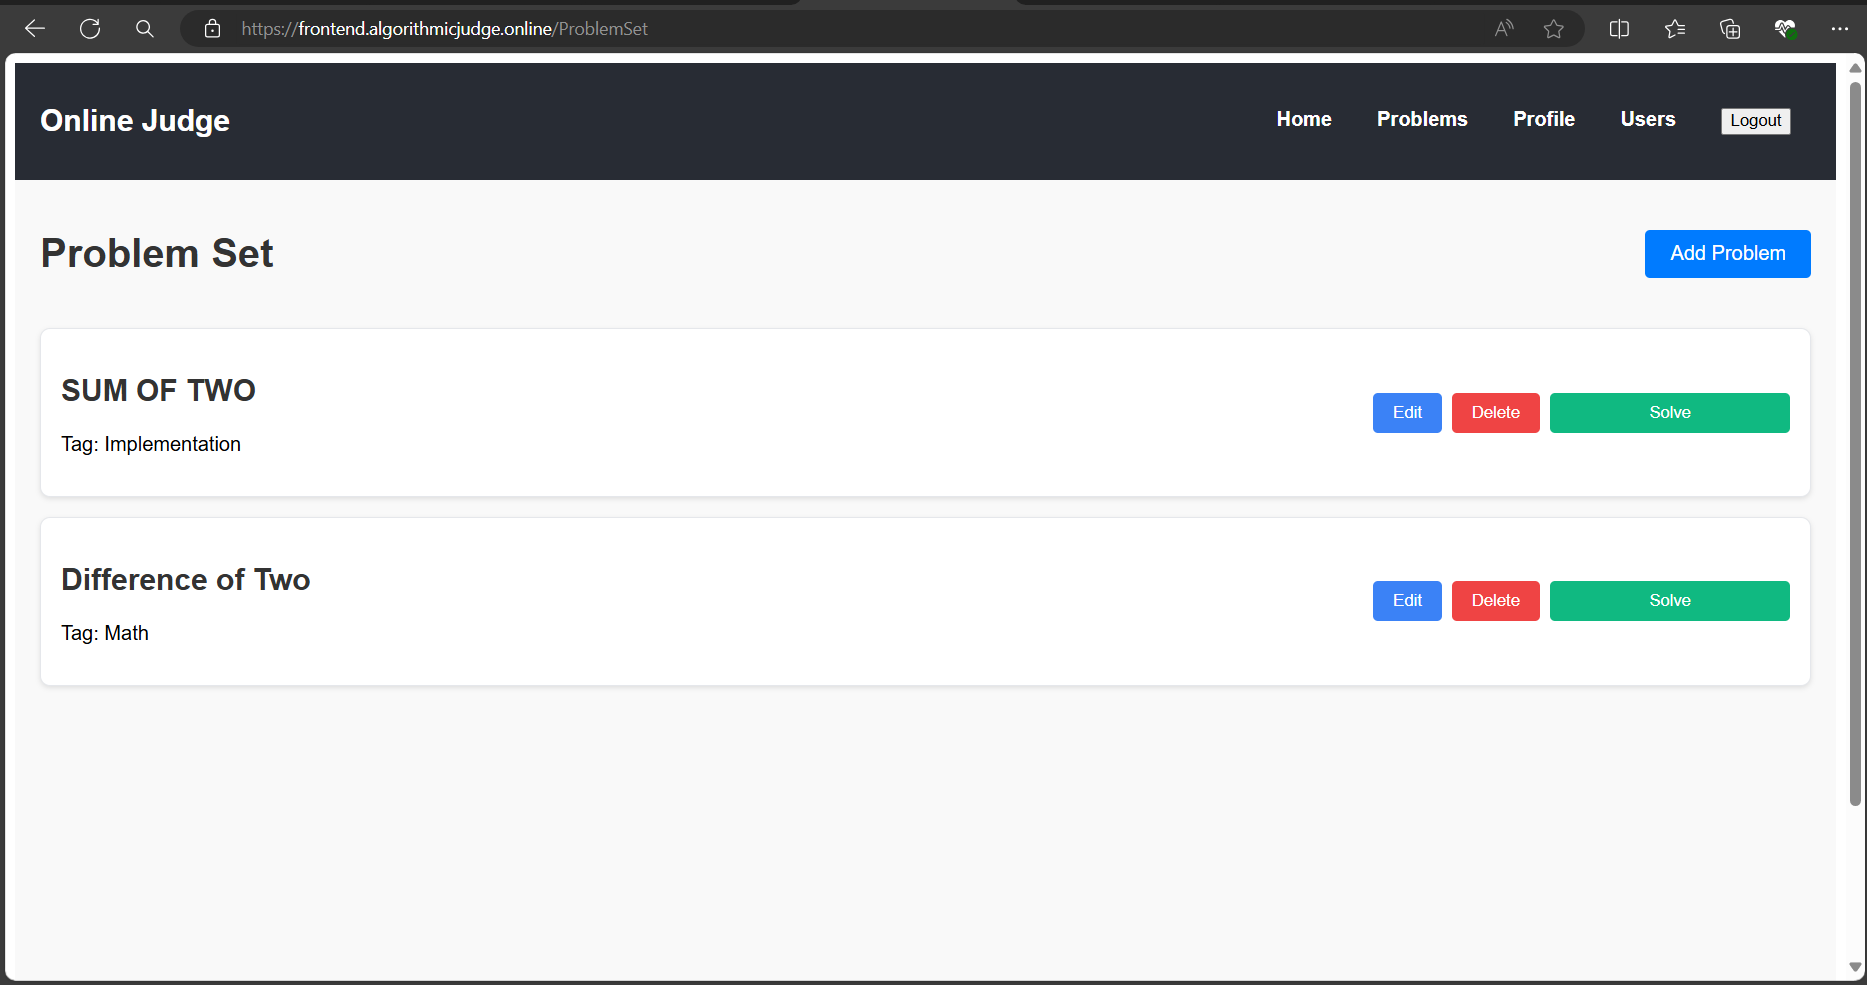 https://frontend.algorithmicjudge.online/ProblemSet
Online Judge
Home Problems Profile Users Logout
Problem Set
Add Problem
SUM OF TWO
Tag: Implementation
Edit Delete Solve
Difference of Two
Tag: Math
Edit Delete Solve